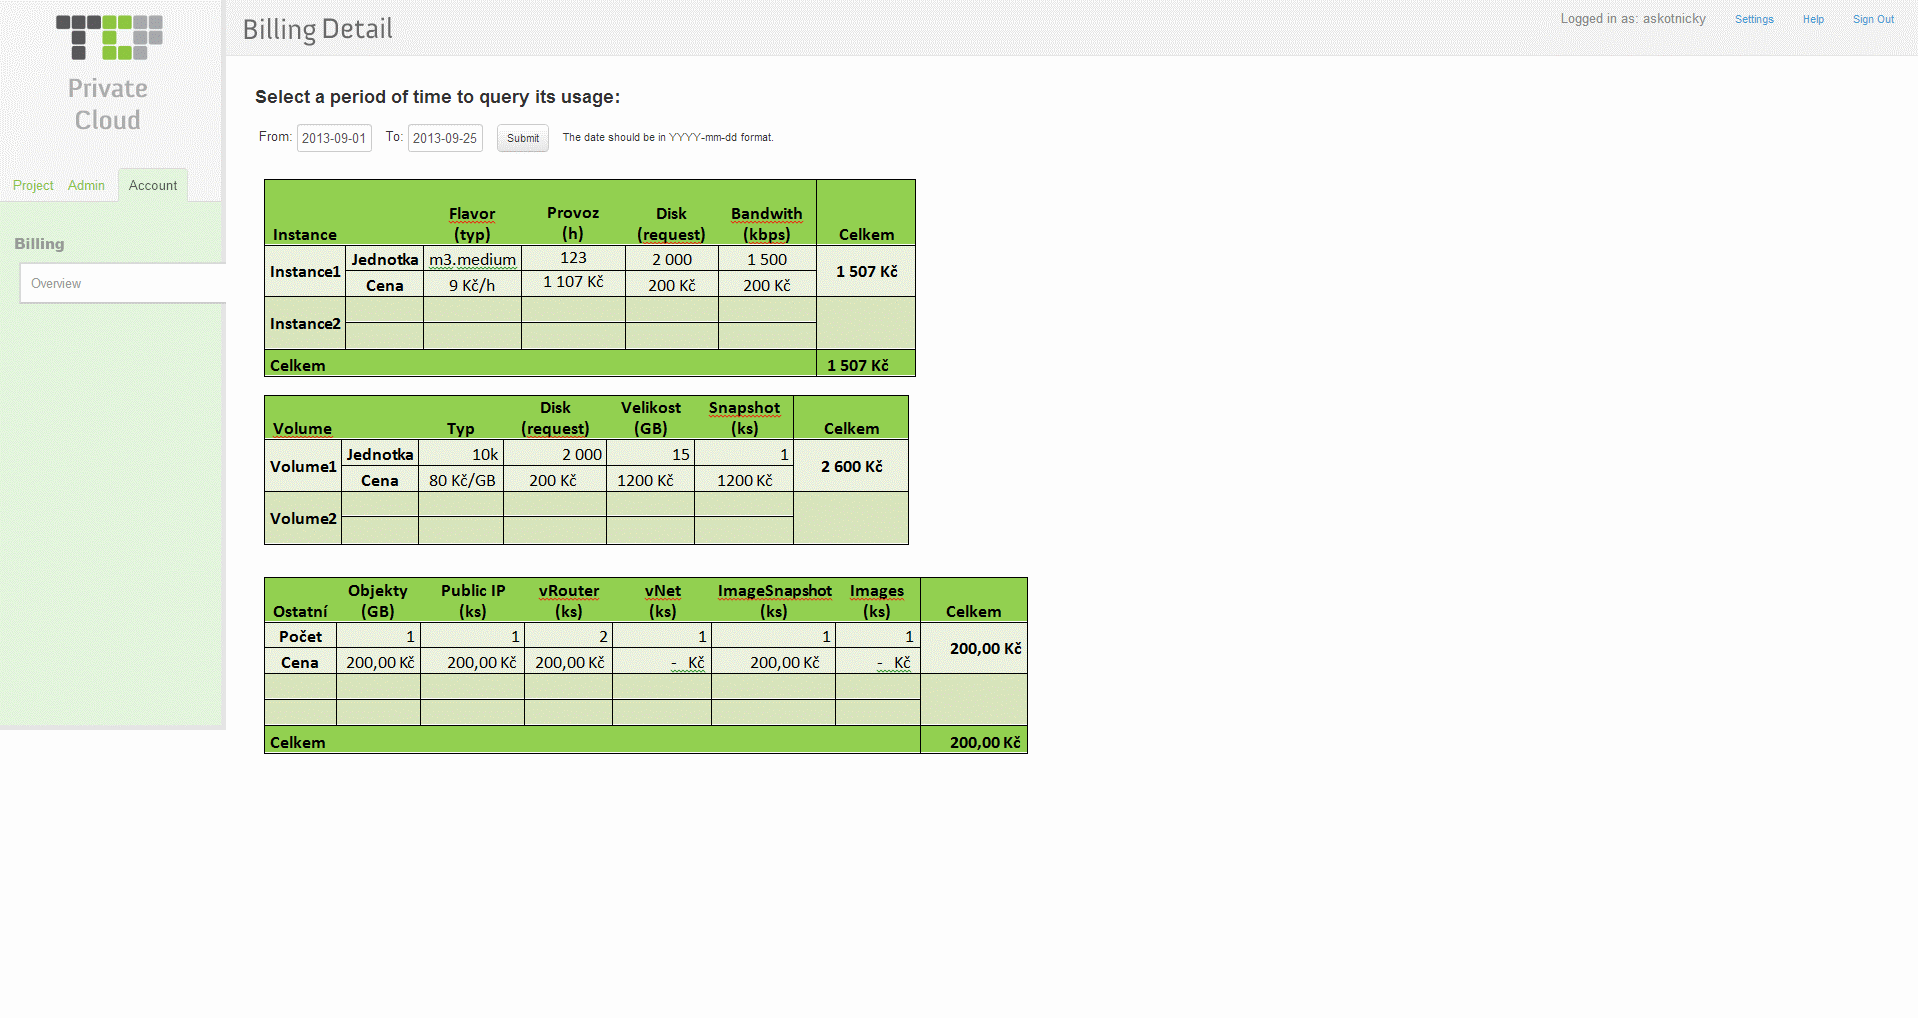 TCP
Private
Cloud
Billing Detail
Logged in as: askotnicky Settings Help Sign Out
Project Admin Account
Billing
Overview
Select a period of time to query its usage:
From: 2013-09-01 To: 2013-09-25 Submit The date should be in YYYY-mm-dd format.
Flavor Provoz Disk Bandwith
Instance (typ) (h) (request) (kbps) Celkem
Instance1 Jednotka m3.medium 123 2 000 1 500 1 507 Kč
Cena 9 Kč/h 1 107 Kč 200 Kč 200 Kč
Instance2
Celkem 1 507 Kč
Disk Velikost Snapshot
Volume Typ (request) (GB) (ks) Celkem
Volume1 Jednotka 10k 2 000 15 1 2 600 Kč
Cena 80 Kč/GB 200 Kč 1200 Kč 1200 Kč
Volume2
Objekty Public IP vRouter vNet ImageSnapshot Images
Ostatní (GB) (ks) (ks) (ks) (ks) (ks) Celkem
Počet 1 1 2 1 1 1 200,00 Kč
Cena 200,00 Kč 200,00 Kč 200,00 Kč - Kč 200,00 Kč - Kč
Celkem 200,00 Kč